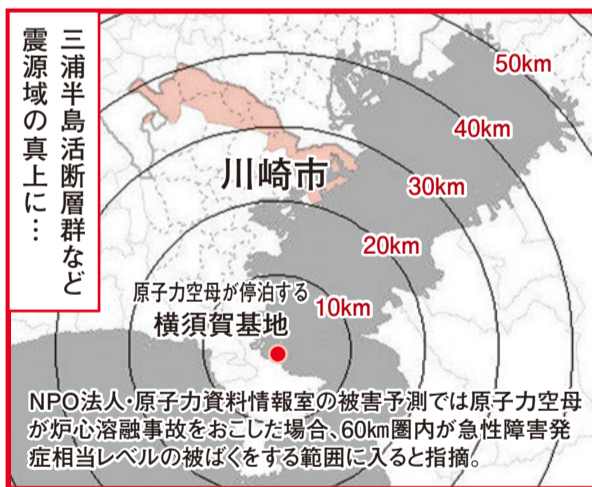 三浦半島活断層群など
震源域の真上に…
50km
40km
30km
20km
10km
川崎市
原子力空母が停泊する
横須賀基地
NPO法人・原子力資料情報室の被害予測では原子力空母
が炉心溶融事故をおこした場合、60km圏内が急性障害発
症相当レベルの被ばくをする範囲に入ると指摘。